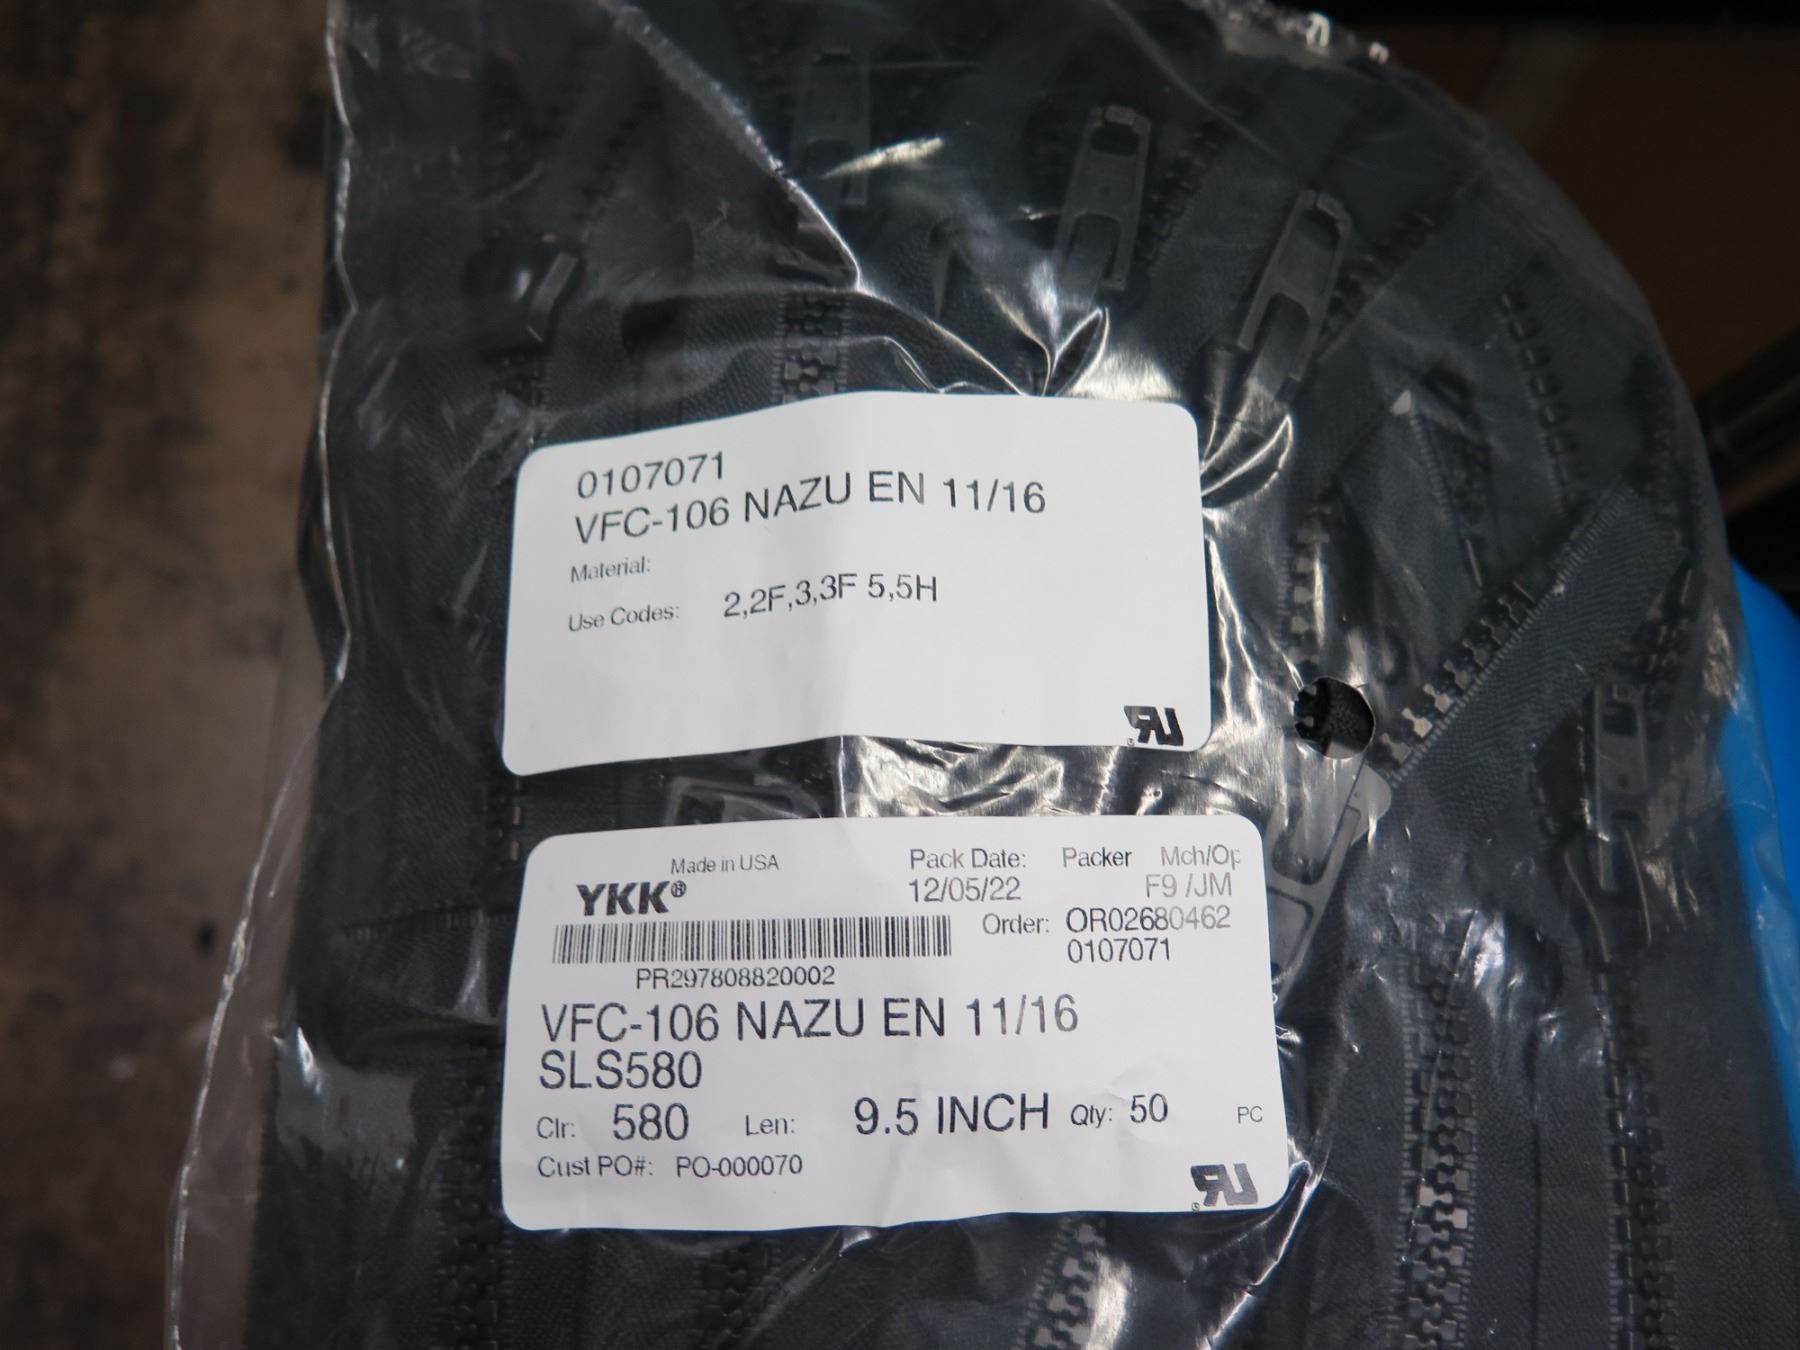 0107071
VFC-106 NAZU EN 11/16
Material:
Use Codes: 2,2F,3,3F 5,5H
Made in USA
YKK®
Pack Date: Packer Mch/Op
12/05/22 F9 /JM
Order: OR02680462
0107071
PR297808820002
VFC-106 NAZU EN 11/16
SLS580
Clr: 580 Len: 9.5 INCH Qty: 50 PC
Cust PO#: PO-000070